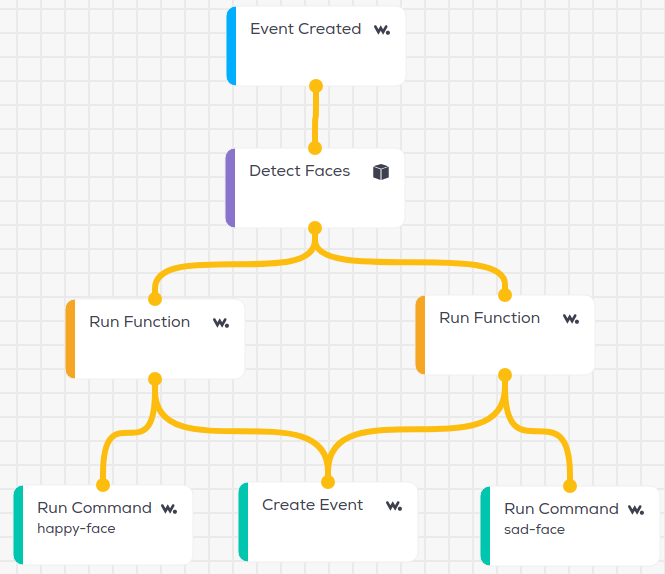 Event Created
Detect Faces
Run Function
Run Function
Run Command
happy-face
Create Event
Run Command
sad-face